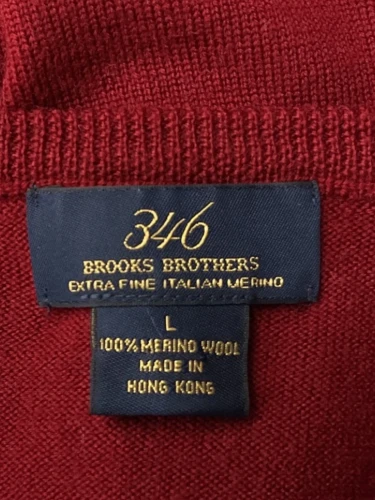 346
BROOKS BROTHERS
EXTRA FINE ITALIAN MERINO
L
100% MERINO WOOL
MADE IN
HONG KONG